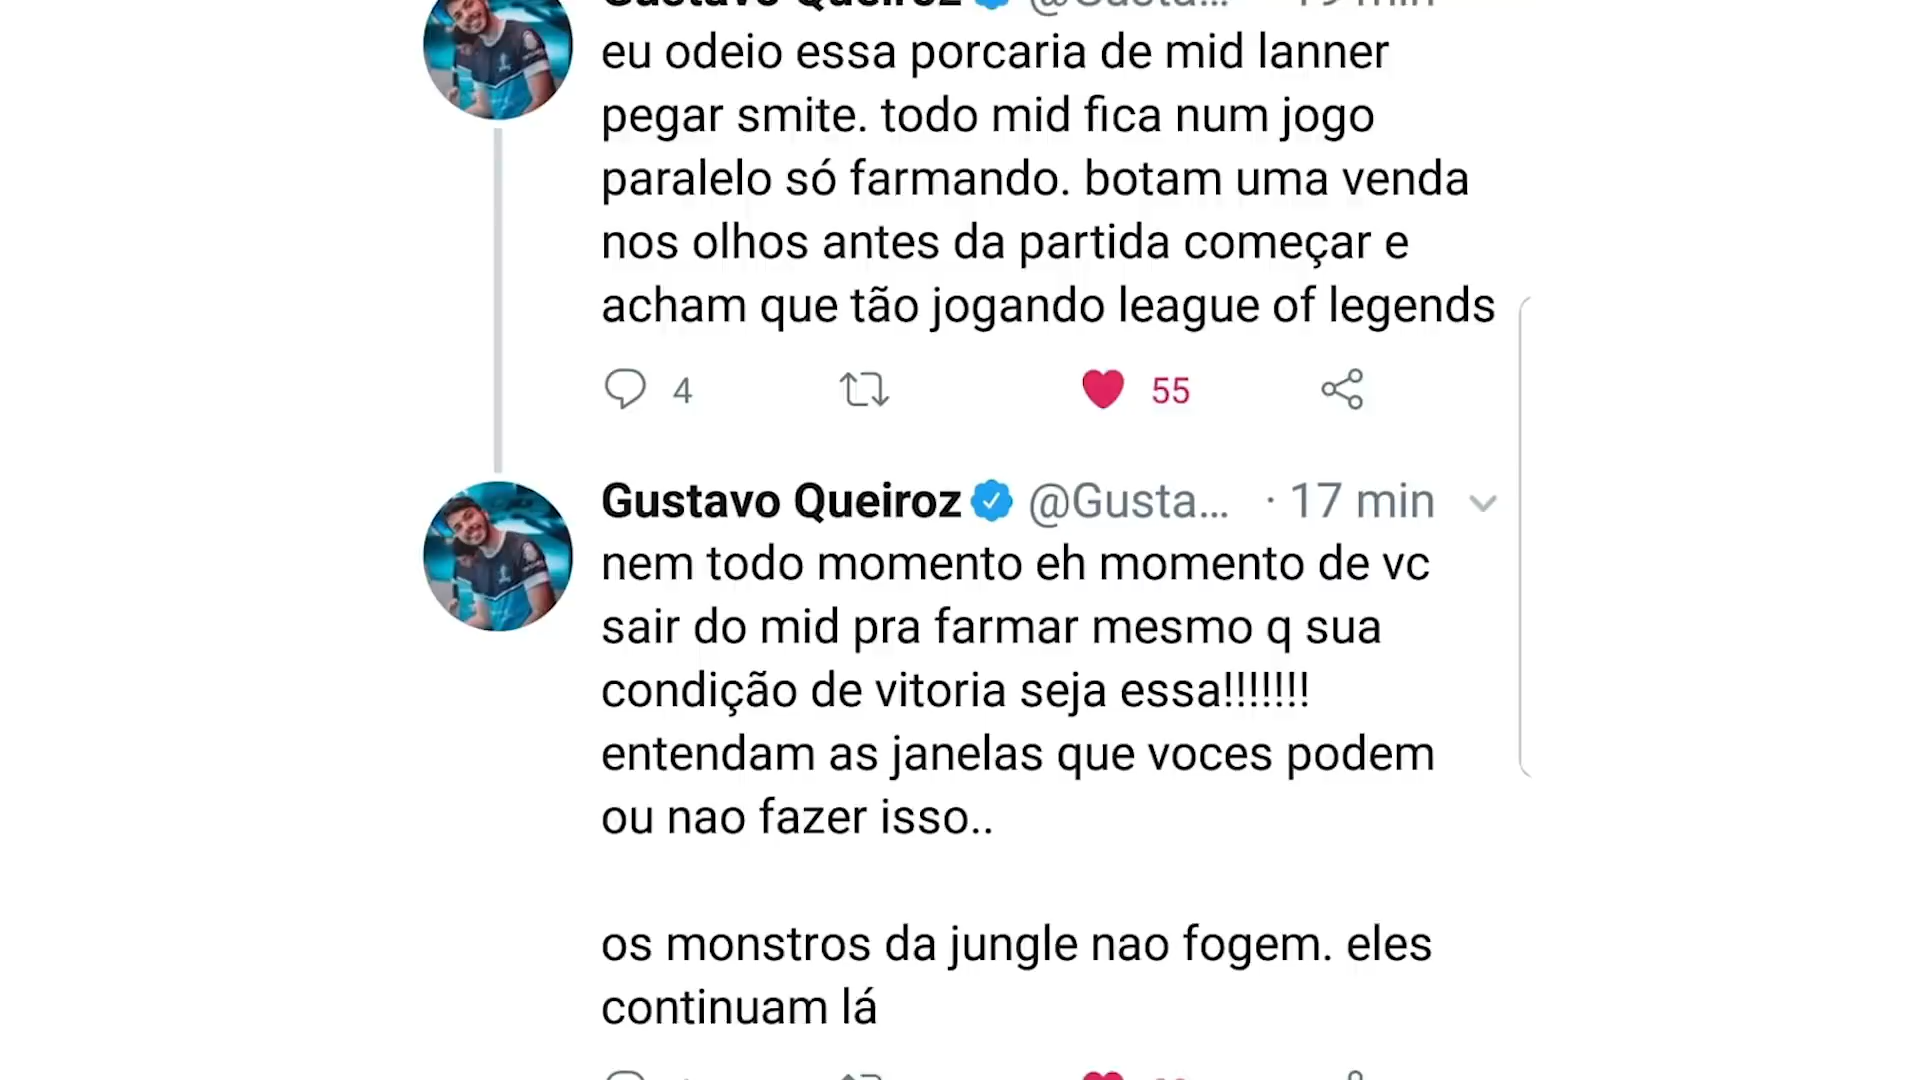 Gustavo Queiroz @Gusta... 19 min
eu odeio essa porcaria de mid lanner
pegar smite. todo mid fica num jogo
paralelo só farmando. botam uma venda
nos olhos antes da partida começar e
acham que tão jogando league of legends
4 55
Gustavo Queiroz @Gusta... · 17 min
nem todo momento eh momento de vc
sair do mid pra farmar mesmo q sua
condição de vitoria seja essa!!!!!!!
entendam as janelas que voces podem
ou nao fazer isso..
os monstros da jungle nao fogem. eles
continuam lá